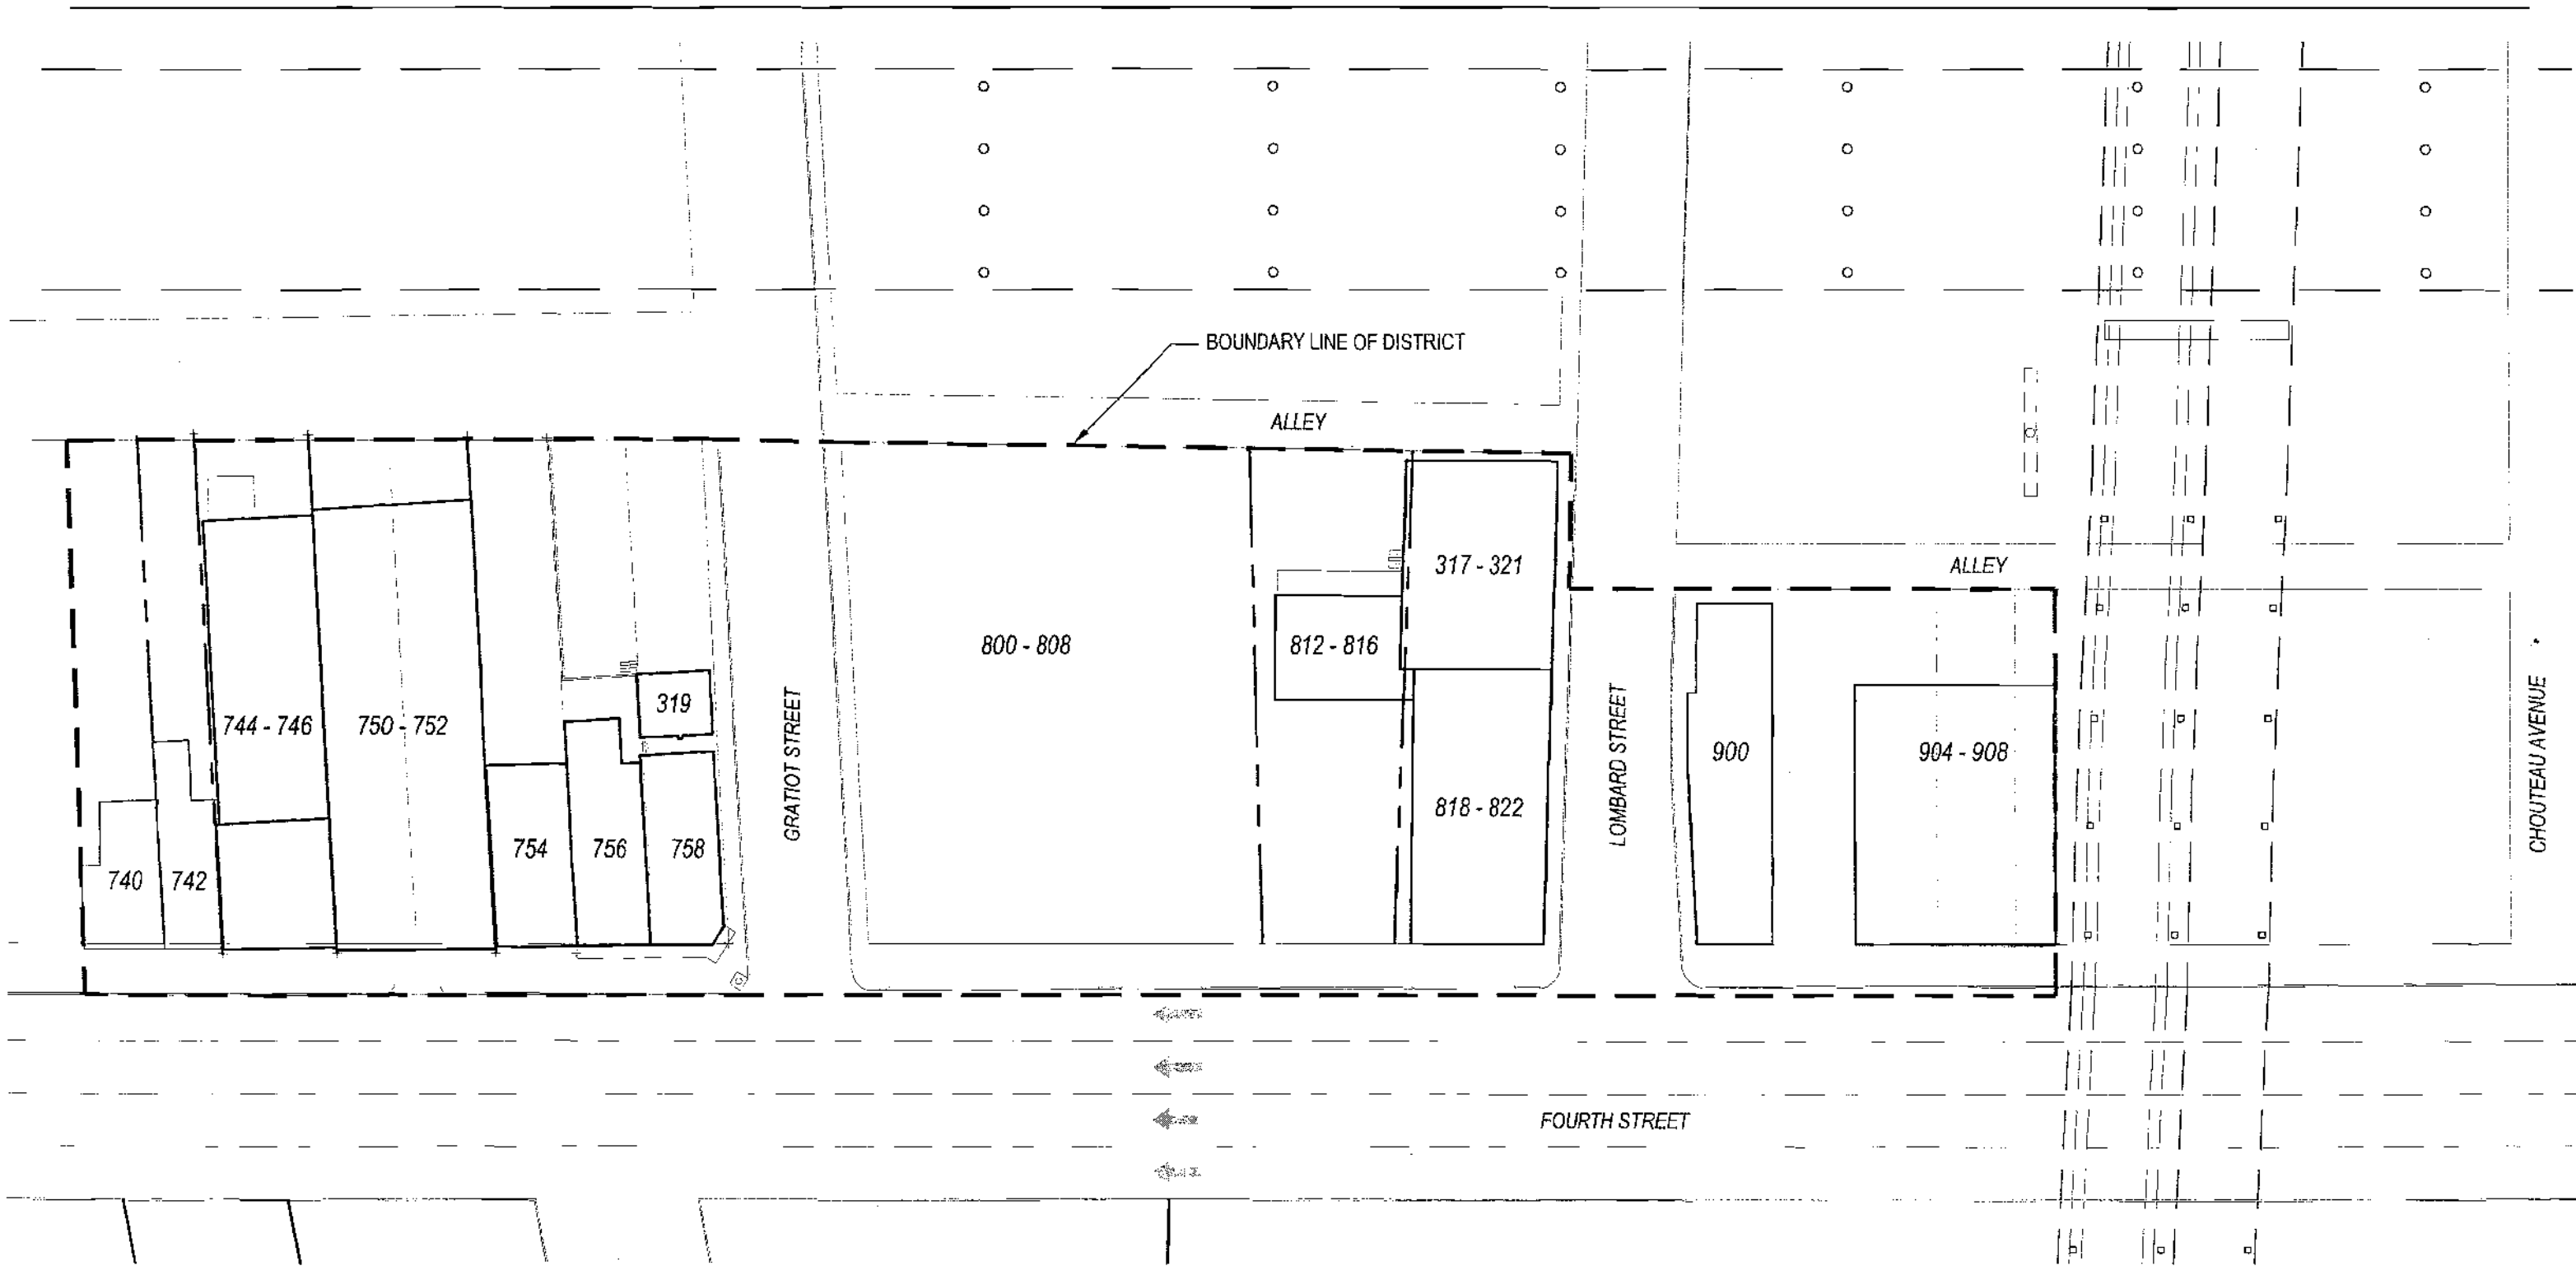 BOUNDARY LINE OF DISTRICT
ALLEY
ALLEY
317 - 321
800 - 808
812 - 816
319
744 - 746
750 - 752
900
904 - 908
GRATIOT STREET
LOMBARD STREET
CHOUTEAU AVENUE
818 - 822
754
756
758
740
742
FOURTH STREET